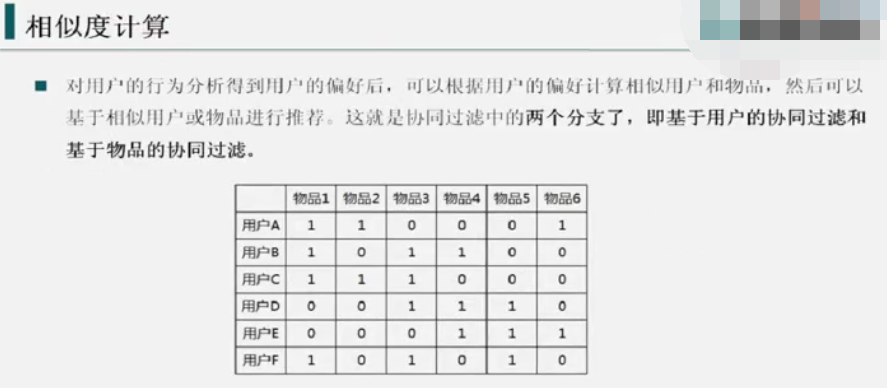 相似度计算
■ 对用户的行为分析得到用户的偏好后，可以根据用户的偏好计算相似用户和物品，然后可以
基于相似用户或物品进行推荐。这就是协同过滤中的两个分支了，即基于用户的协同过滤和
基于物品的协同过滤。
物品1 物品2 物品3 物品4 物品5 物品6
用户A 1 1 0 0 0 1
用户B 1 0 1 1 0 0
用户C 1 1 1 0 0 0
用户D 0 0 1 1 1 0
用户E 0 0 0 1 1 1
用户F 1 0 1 0 1 0